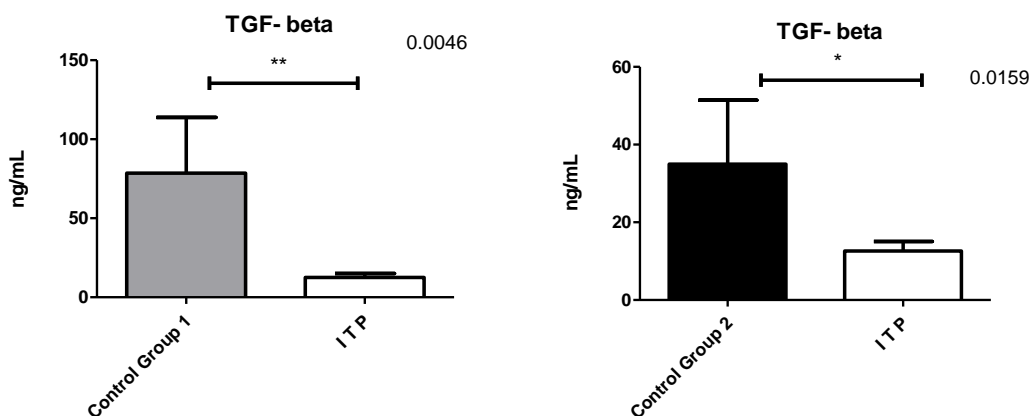 TGF- beta
0.0046
**
150
100
50
0
ng/mL
Control Group 1
I T P
TGF- beta
0.0159
*
60
40
20
0
ng/mL
Control Group 2
I T P